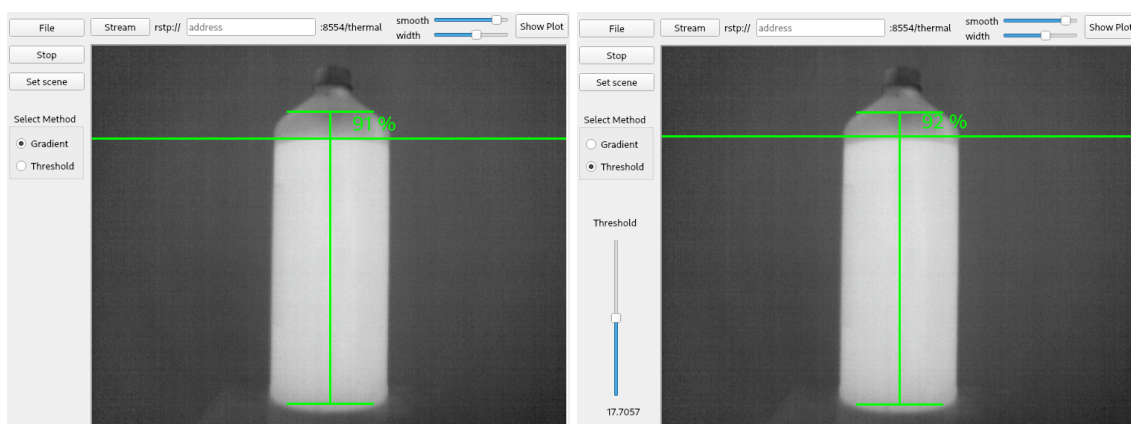 File
Stream
rstp://
address
:8554/thermal
smooth
width
Show Plot
Stop
Set scene
Select Method
Gradient
Threshold
91 %
File
Stream
rstp://
address
:8554/thermal
smooth
width
Show Plot
Stop
Set scene
Select Method
Gradient
Threshold
92 %
Threshold
17.7057